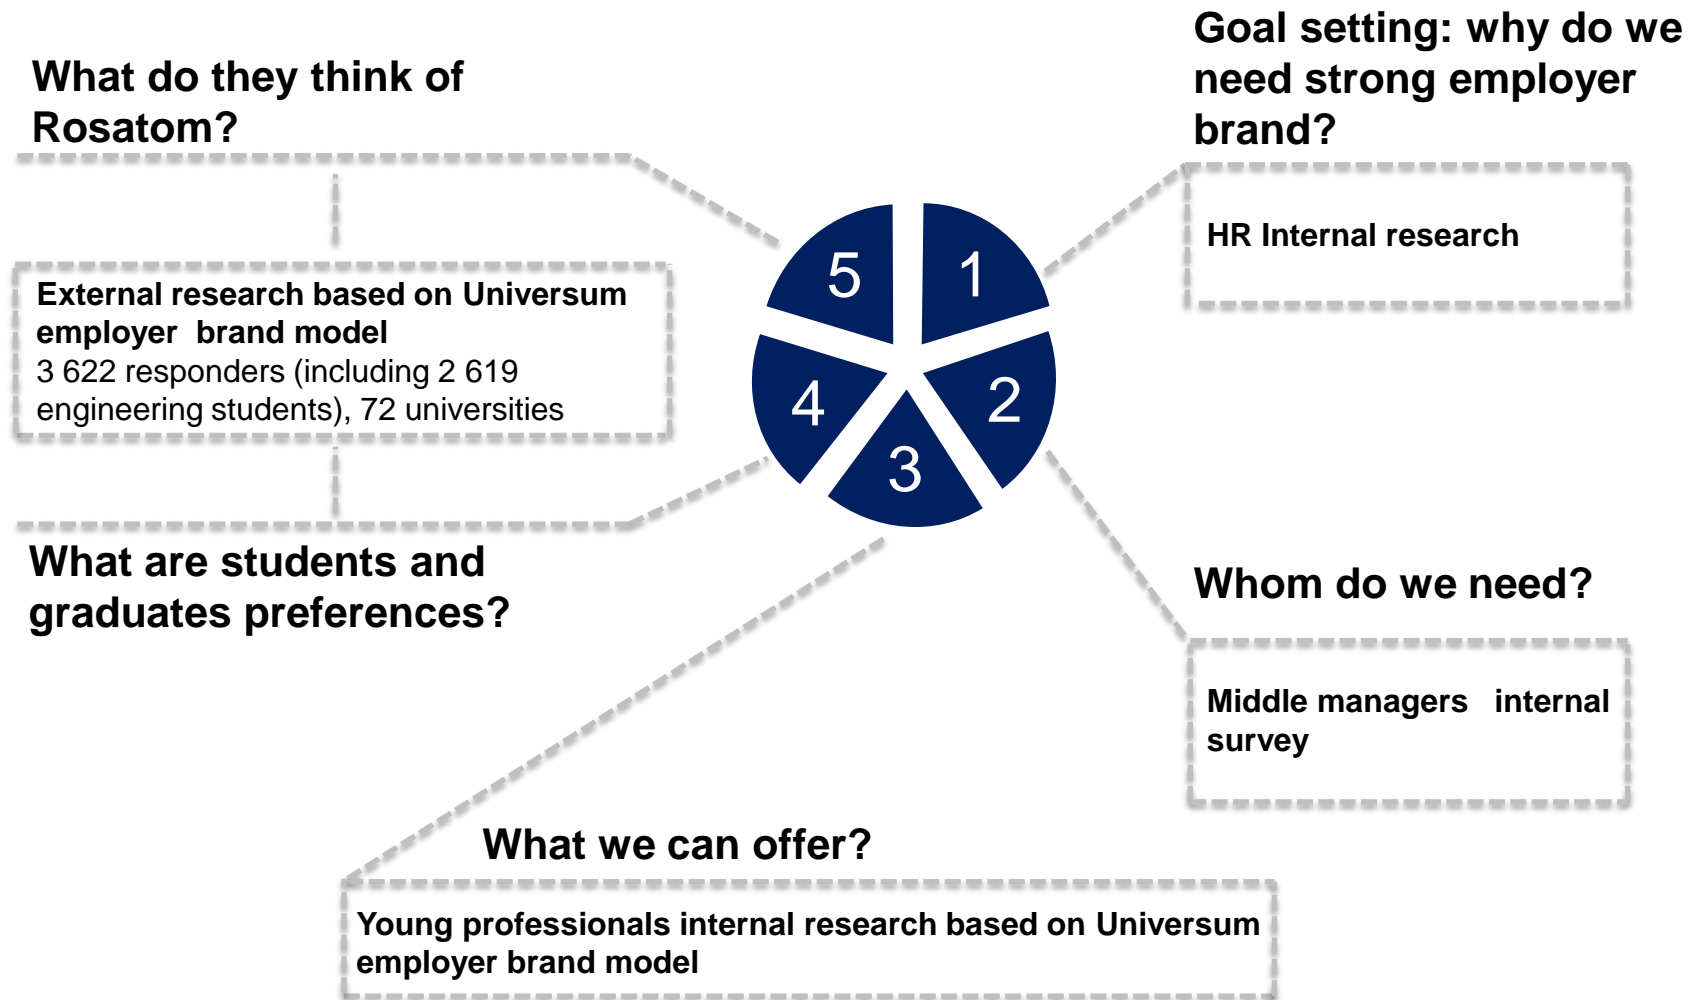 What do they think of
Rosatom?
External research based on Universum
employer brand model
3 622 responders (including 2 619
engineering students), 72 universities
What are students and
graduates preferences?
Goal setting: why do we
need strong employer
brand?
HR Internal research
5
1
4
2
3
Whom do we need?
Middle managers internal
survey
What we can offer?
Young professionals internal research based on Universum
employer brand model